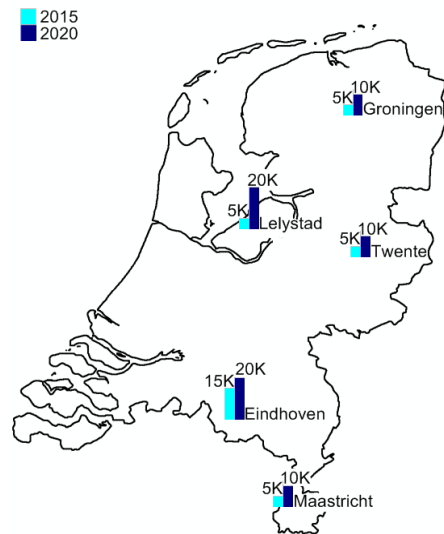 2015
2020
10K
5K
Groningen
20K
5K
Lelystad
10K
5K
Twente
20K
15K
Eindhoven
10K
5K
Maastricht